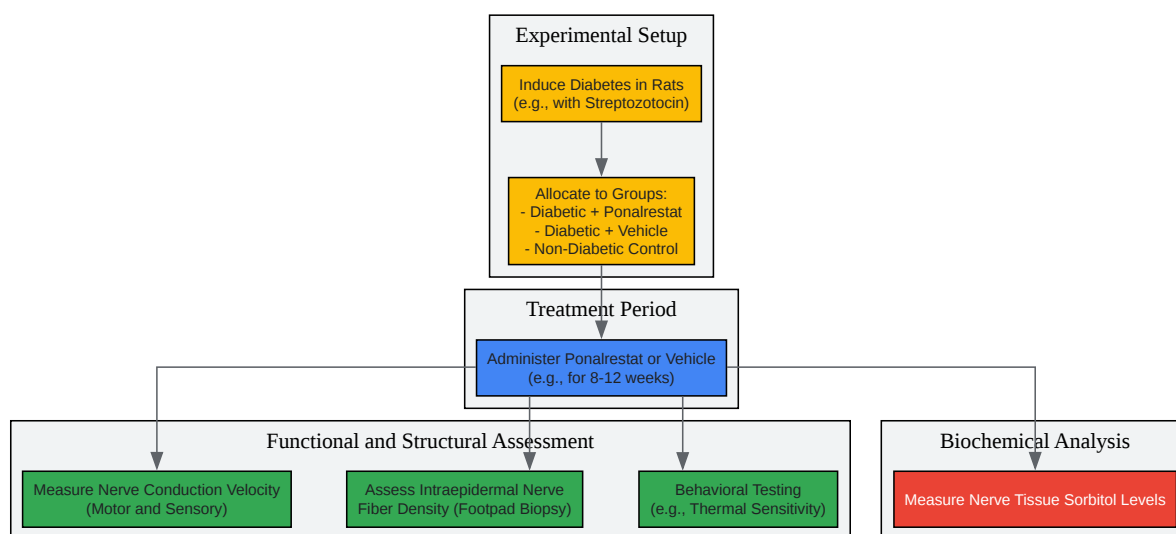 Experimental Setup
Induce Diabetes in Rats
(e.g., with Streptozotocin)
Allocate to Groups:
- Diabetic + Ponalrestat
- Diabetic + Vehicle
- Non-Diabetic Control
Treatment Period
Administer Ponalrestat or Vehicle
(e.g., for 8-12 weeks)
Functional and Structural Assessment
Measure Nerve Conduction Velocity
(Motor and Sensory)
Assess Intraepidermal Nerve
Fiber Density (Footpad Biopsy)
Behavioral Testing
(e.g., Thermal Sensitivity)
Biochemical Analysis
Measure Nerve Tissue Sorbitol Levels